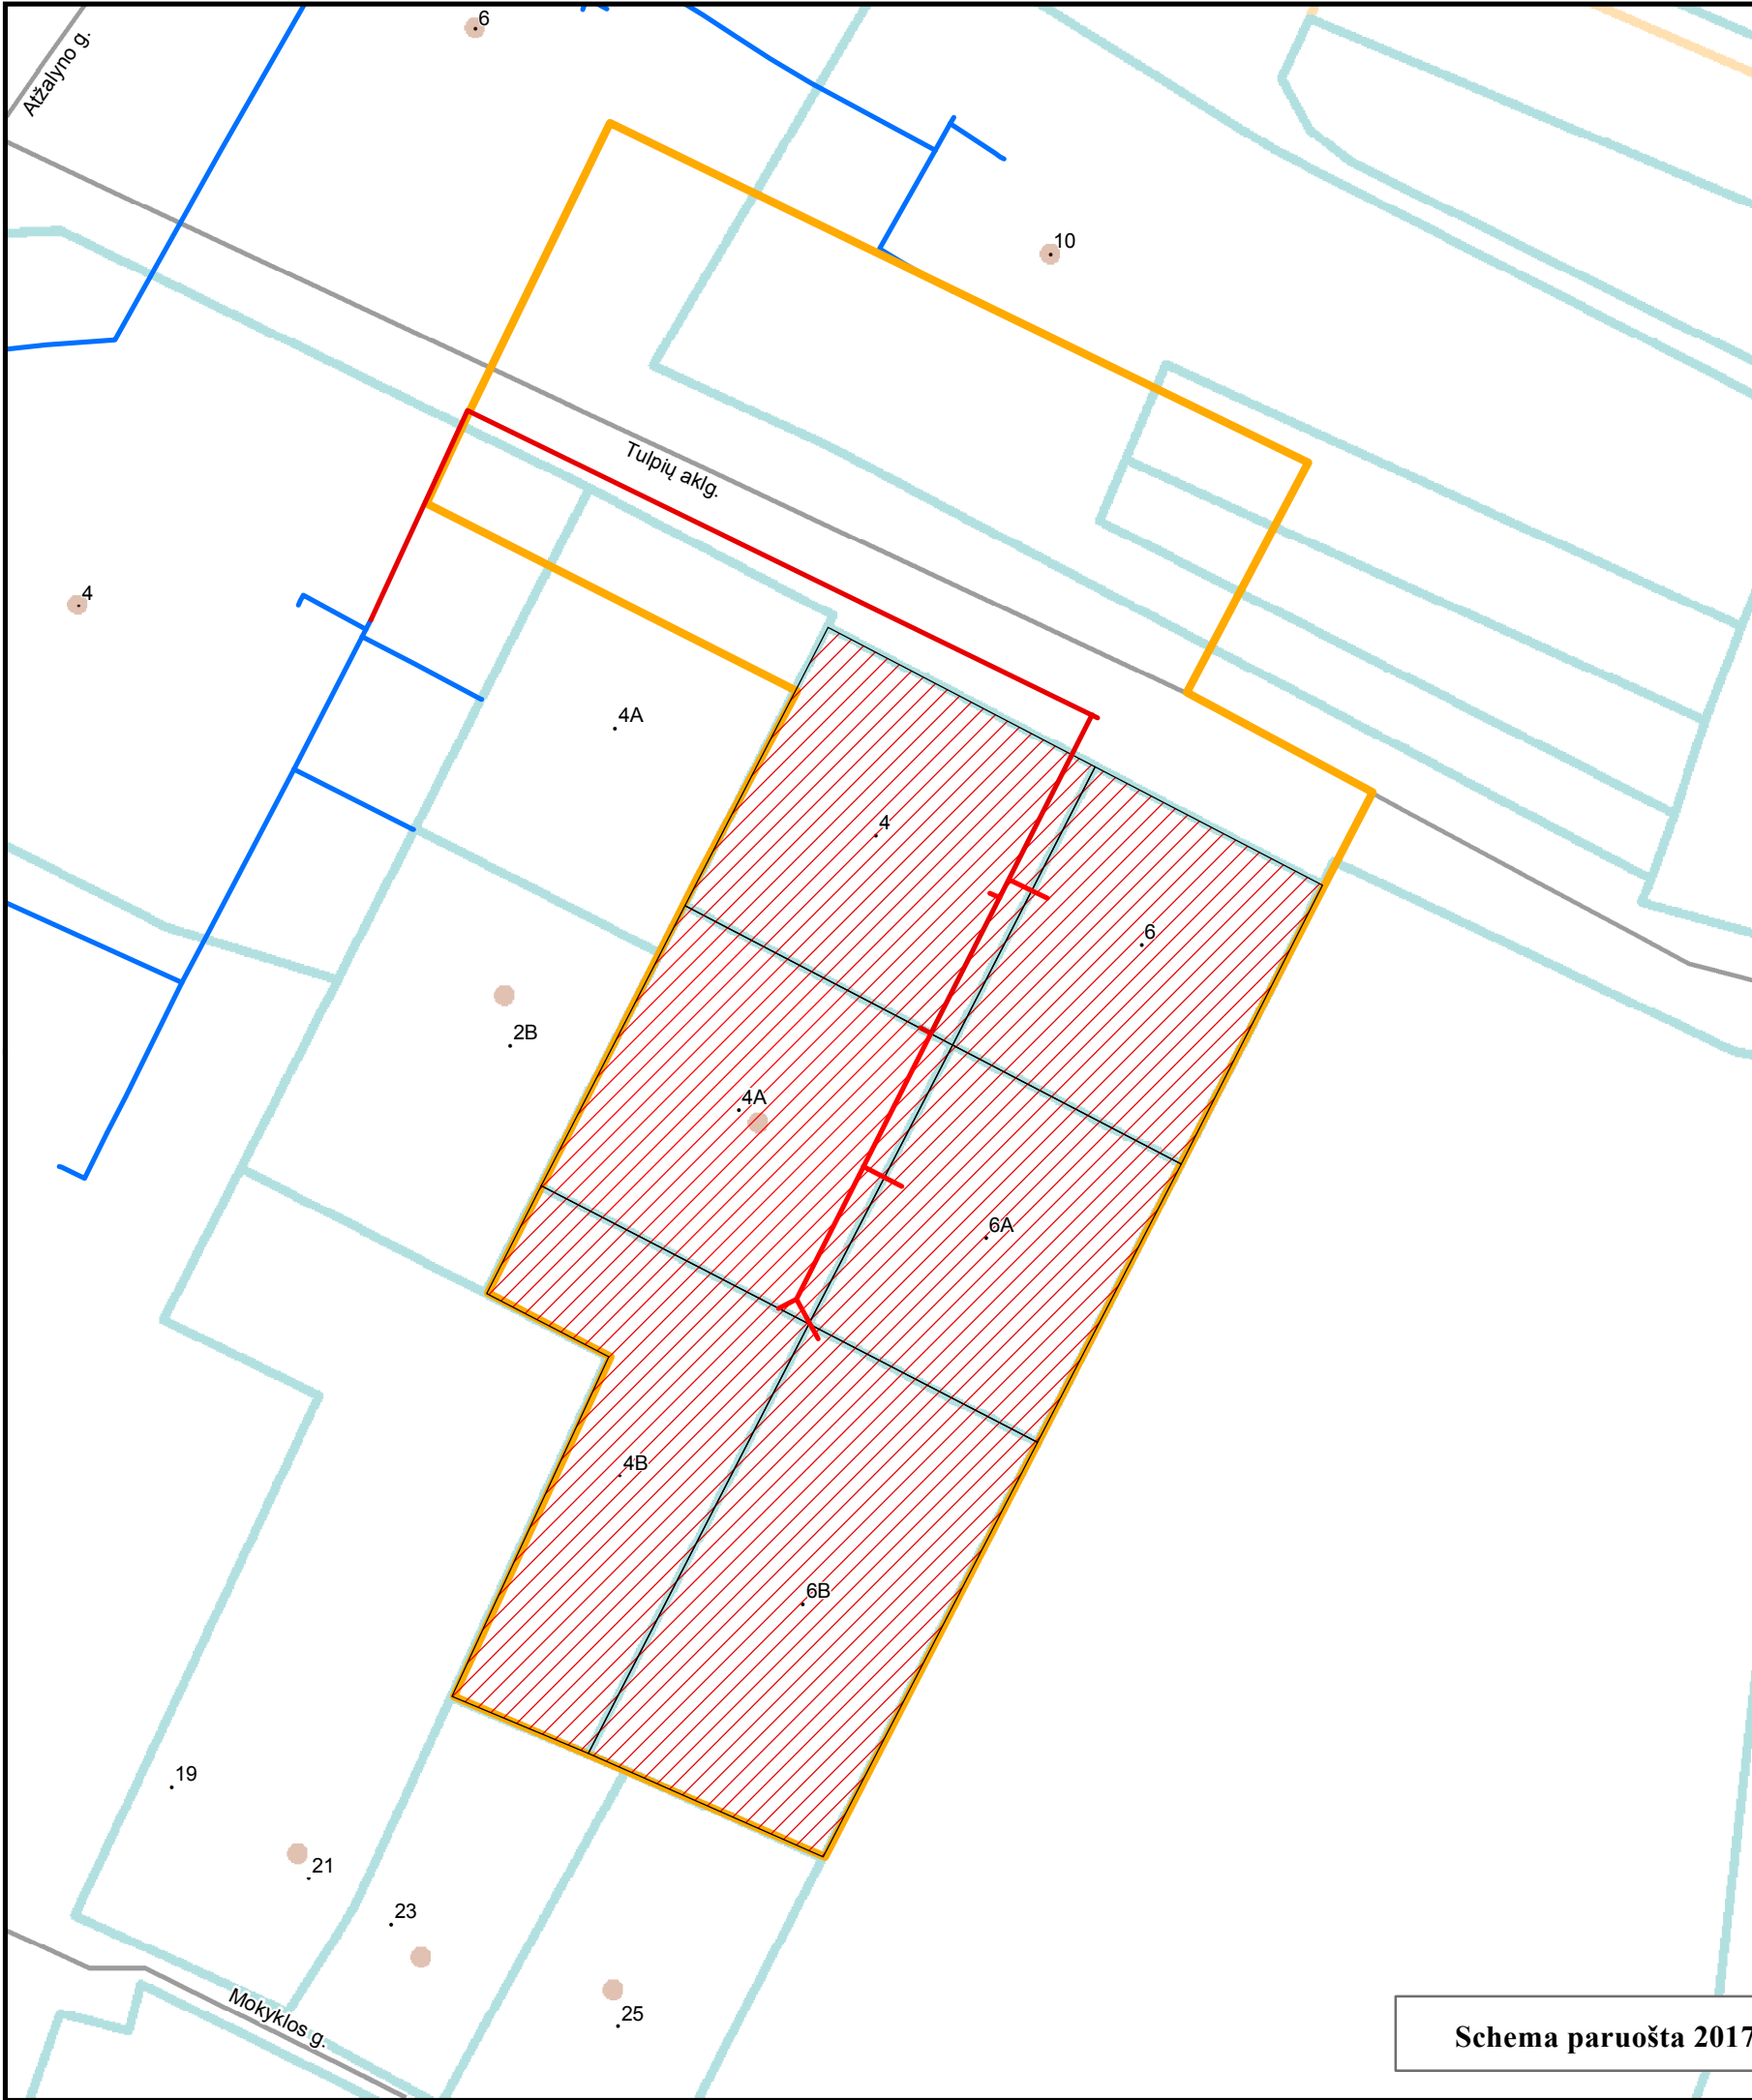 6
Atžalyno g.
10
Tulpių aklg.
4
4A
4
6
2B
4A
6A
4B
6B
19
21
23
25
Mokyklos g.
Schema paruošta 2017